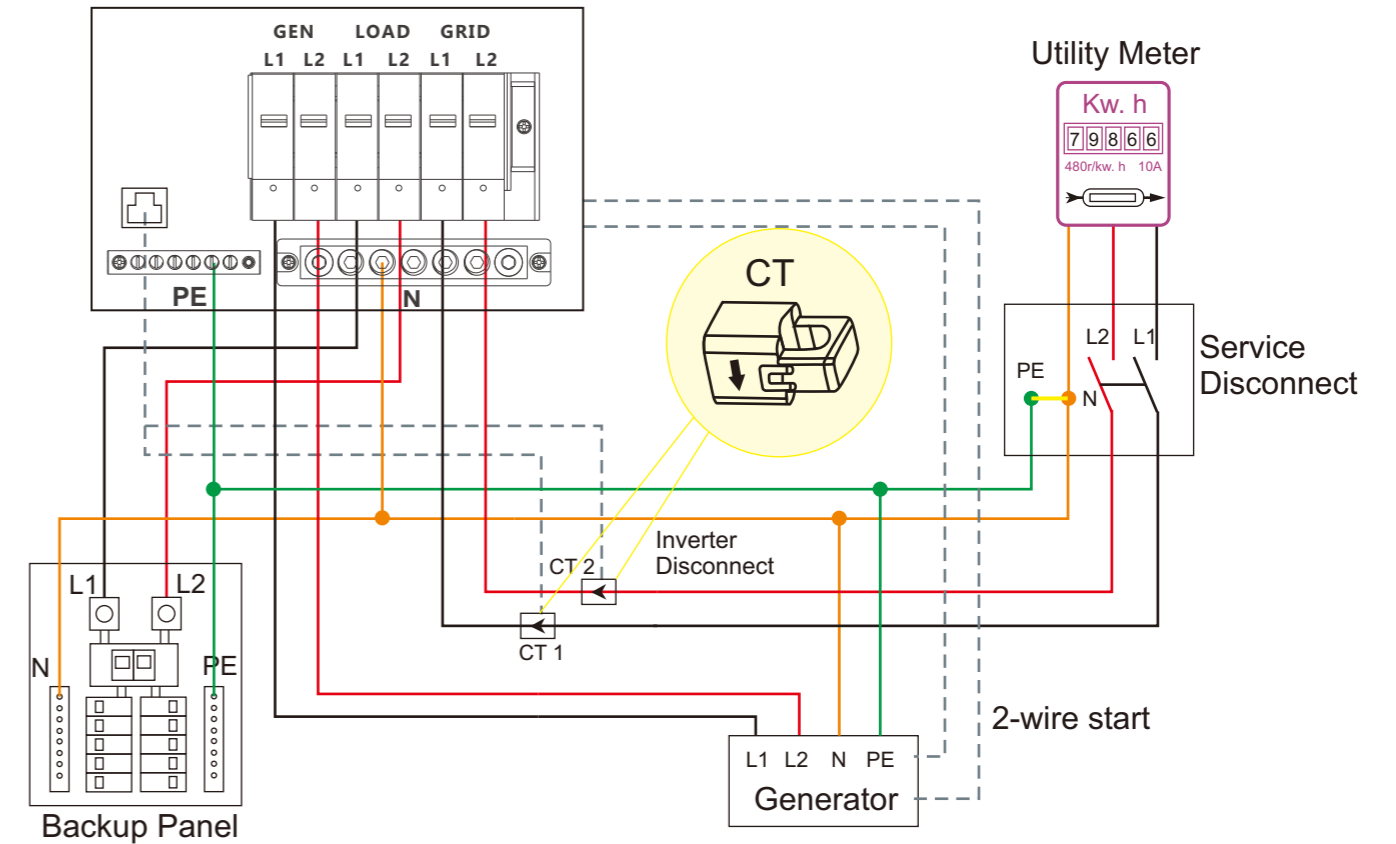 GEN LOAD GRID
L1 L2 L1 L2 L1 L2
PE
N
CT
Utility Meter
Kw. h
7 9 8 6 6
480r/kw. h 10A
L2 L1
PE
N
Service
Disconnect
Inverter
Disconnect
CT 2
CT 1
L1 L2
N
PE
Backup Panel
2-wire start
L1 L2 N PE
Generator